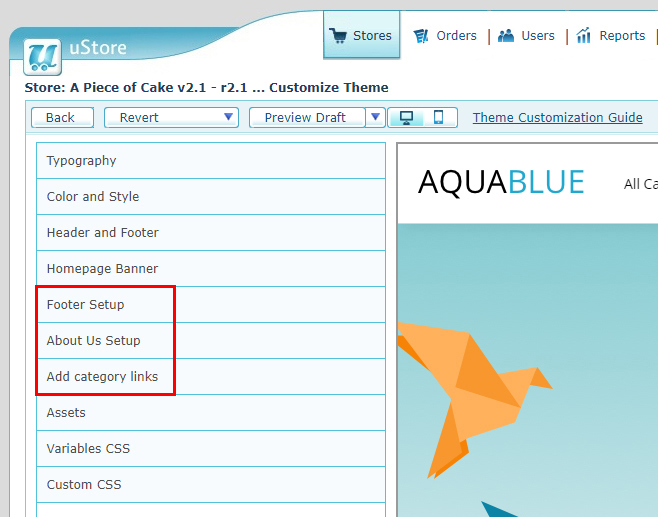 u uStore
Stores Orders | Users | Reports |
Store: A Piece of Cake v2.1 - r2.1 ... Customize Theme
Back Revert Preview Draft Theme Customization Guide
Typography
AQUABLUE All Ca
Color and Style
Header and Footer
Homepage Banner
Footer Setup
About Us Setup
Add category links
Assets
Variables CSS
Custom CSS